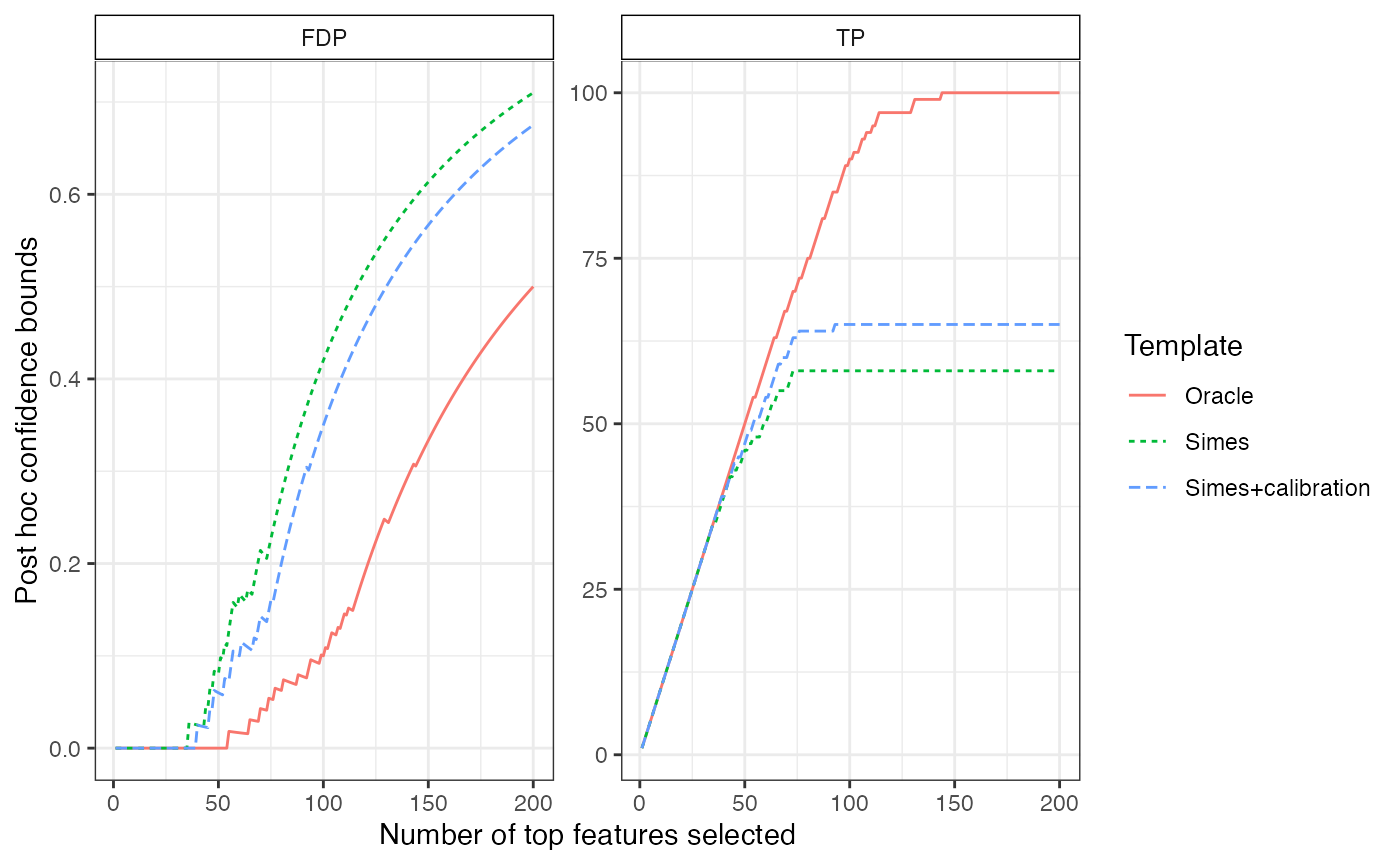 FDP
TP
Post hoc confidence bounds
0.6
0.4
0.2
0.0
100
75
50
25
0
0 50 100 150 200
0 50 100 150 200
Number of top features selected
Template
Oracle
Simes
Simes+calibration